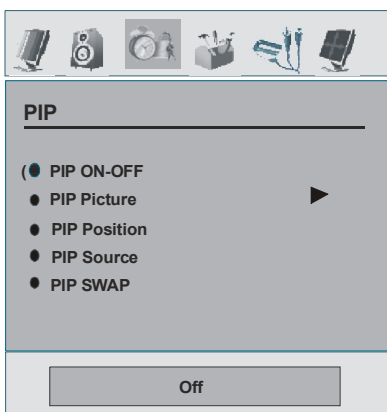 PIP
( PIP ON-OFF
PIP Picture
PIP Position
PIP Source
PIP SWAP
Off